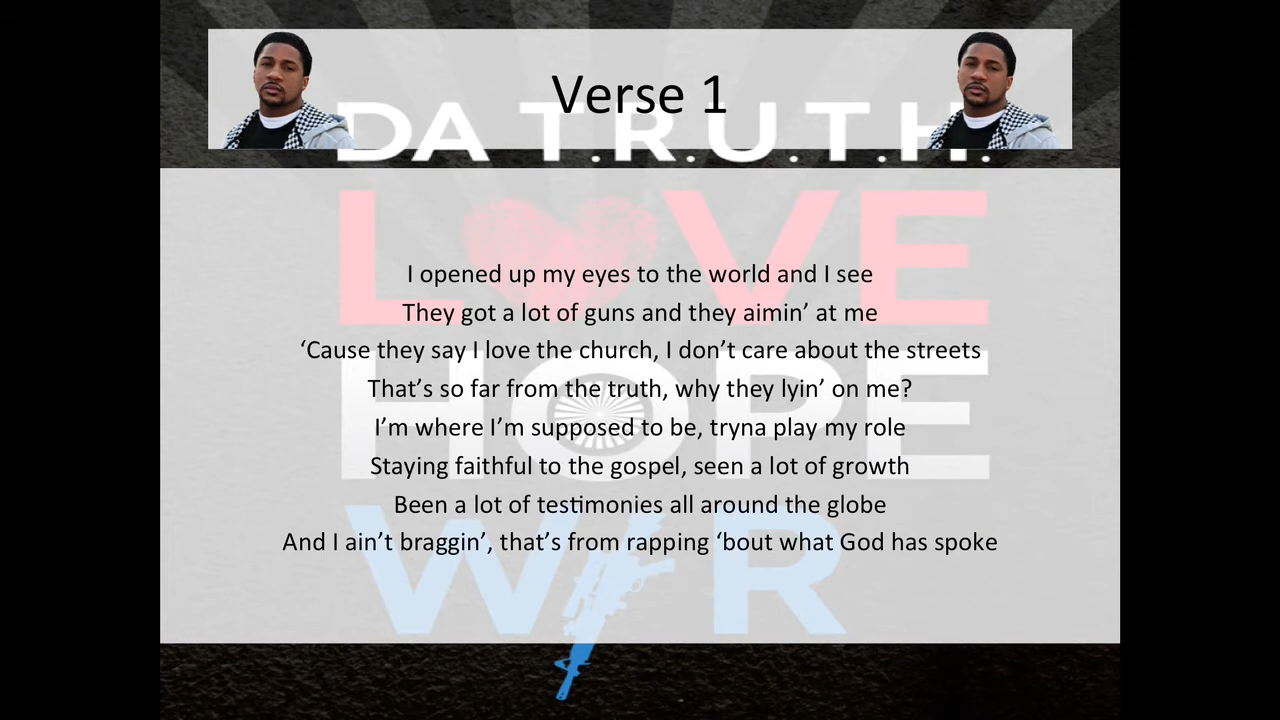 Verse 1
DA T.R.U.T.H.
LOVE
HOPE
WAR
I opened up my eyes to the world and I see
They got a lot of guns and they aimin’ at me
‘Cause they say I love the church, I don’t care about the streets
That’s so far from the truth, why they lyin’ on me?
I’m where I’m supposed to be, tryna play my role
Staying faithful to the gospel, seen a lot of growth
Been a lot of testimonies all around the globe
And I ain’t braggin’, that’s from rapping ‘bout what God has spoke